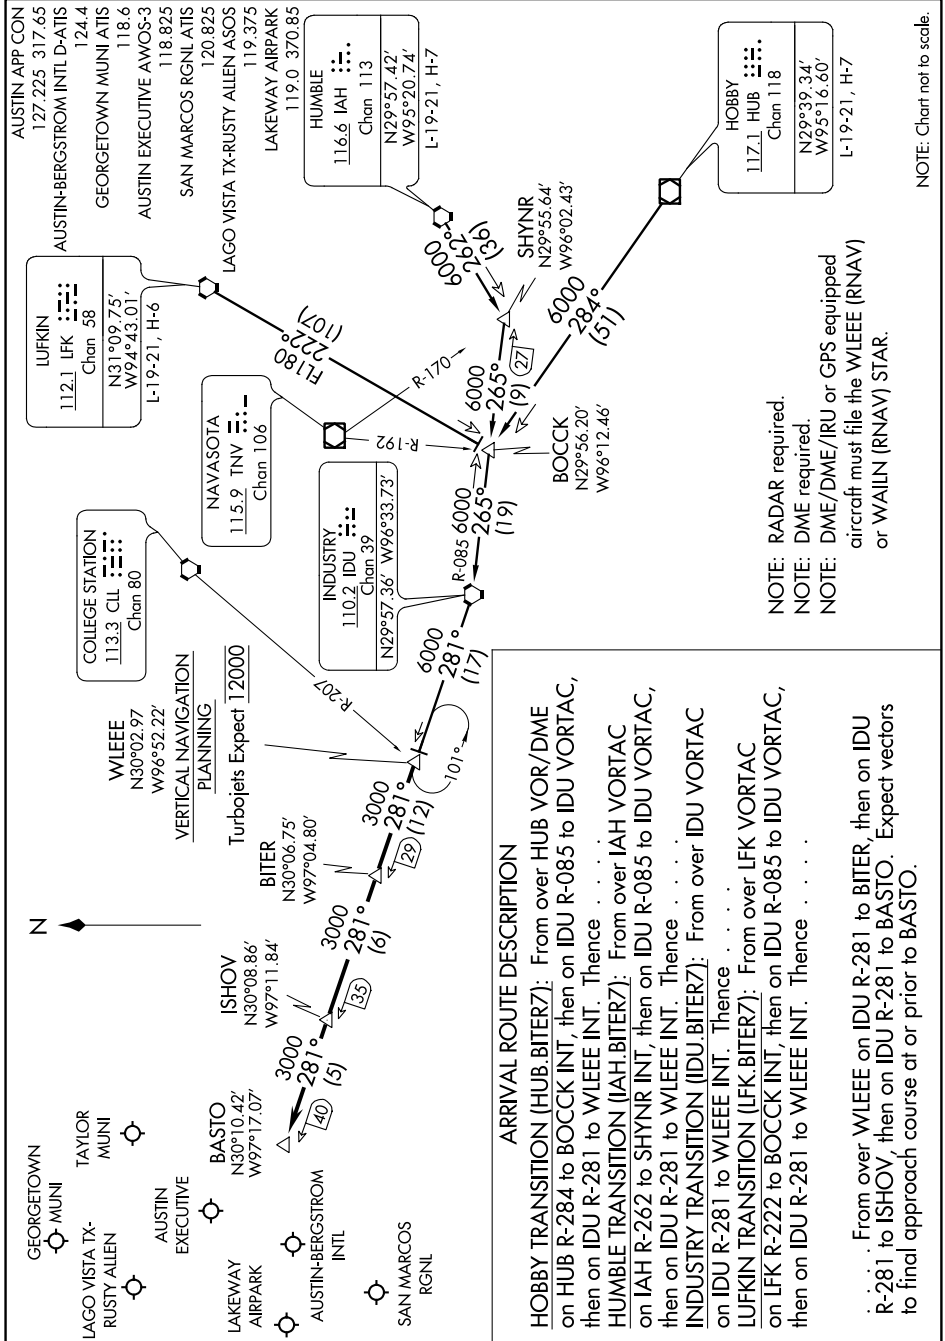 AUSTIN APP CON
127.225 317.65
AUSTIN-BERGSTROM INTL D-ATIS
124.4
GEORGETOWN MUNI ATIS
118.6
AUSTIN EXECUTIVE AWOS-3
118.825
SAN MARCOS RGNL ATIS
120.825
LAGO VISTA TX-RUSTY ALLEN ASOS
119.375
LAKEWAY AIRPARK
119.0 370.85
HUMBLE
116.6 IAH
Chan 113
N29°57.42'
W95°20.74'
L-19-21, H-7
HOBBY
117.1 HUB
Chan 118
N29°39.34'
W95°16.60'
L-19-21, H-7
NOTE: Chart not to scale.
LUFKIN
112.1 LFK
Chan 58
N31°09.75'
W94°43.01'
L-19-21, H-6
NAVASOTA
115.9 TNV
Chan 106
COLLEGE STATION
113.3 CLL
Chan 80
INDUSTRY
110.2 IDU
Chan 39
N29°57.36' W96°33.73'
SHYNR
N29°55.64'
W96°02.43'
BOCCK
N29°56.20'
W96°12.46'
WLEEE
N30°02.97
W96°52.22'
VERTICAL NAVIGATION
PLANNING
Turbojets Expect 12000
BITER
N30°06.75'
W97°04.80'
ISHOV
N30°08.86'
W97°11.84'
BASTO
N30°10.42'
W97°17.07'
6000
262°
(36)
FL180
222°
(107)
6000
284°
(51)
6000
265°
(9)
27
R-170
R-192
R-085
6000
265°
(19)
6000
281°
(17)
R-207
101°
3000
281°
(12)
29
3000
281°
(6)
35
3000
281°
(5)
40
N
GEORGETOWN
MUNI
TAYLOR
MUNI
LAGO VISTA TX-
RUSTY ALLEN
AUSTIN
EXECUTIVE
LAKEWAY
AIRPARK
AUSTIN-BERGSTROM
INTL
SAN MARCOS
RGNL
NOTE: RADAR required.
NOTE: DME required.
NOTE: DME/DME/IRU or GPS equipped
aircraft must file the WLEEE (RNAV)
or WAILN (RNAV) STAR.
ARRIVAL ROUTE DESCRIPTION
HOBBY TRANSITION (HUB.BITER7): From over HUB VOR/DME
on HUB R-284 to BOCCK INT, then on IDU R-085 to IDU VORTAC,
then on IDU R-281 to WLEEE INT. Thence . . . .
HUMBLE TRANSITION (IAH.BITER7): From over IAH VORTAC
on IAH R-262 to SHYNR INT, then on IDU R-085 to IDU VORTAC,
then on IDU R-281 to WLEEE INT. Thence . . . .
INDUSTRY TRANSITION (IDU.BITER7): From over IDU VORTAC
on IDU R-281 to WLEEE INT. Thence . . . .
LUFKIN TRANSITION (LFK.BITER7): From over LFK VORTAC
on LFK R-222 to BOCCK INT, then on IDU R-085 to IDU VORTAC,
then on IDU R-281 to WLEEE INT. Thence . . . .
. . . . From over WLEEE on IDU R-281 to BITER, then on IDU
R-281 to ISHOV, then on IDU R-281 to BASTO. Expect vectors
to final approach course at or prior to BASTO.